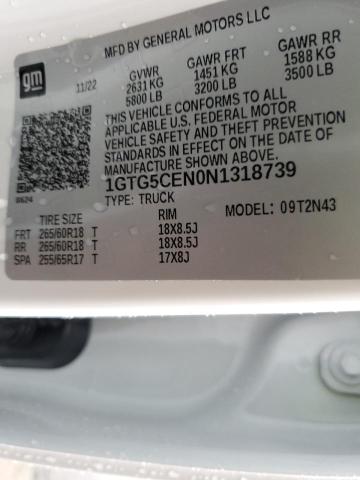 MFD BY GENERAL MOTORS LLC
gm
11/22
GVWR GAWR FRT GAWR RR
2631 KG 1451 KG 1588 KG
5800 LB 3200 LB 3500 LB
THIS VEHICLE CONFORMS TO ALL
APPLICABLE U.S. FEDERAL MOTOR
VEHICLE SAFETY AND THEFT PREVENTION
STANDARDS IN EFFECT ON THE DATE OF
MANUFACTURE SHOWN ABOVE.
1GTG5CEN0N1318739
TYPE: TRUCK MODEL: 09T2N43
8624
TIRE SIZE RIM
FRT 265/60R18 T 18X8.5J
RR 265/60R18 T 18X8.5J
SPA 255/65R17 T 17X8J